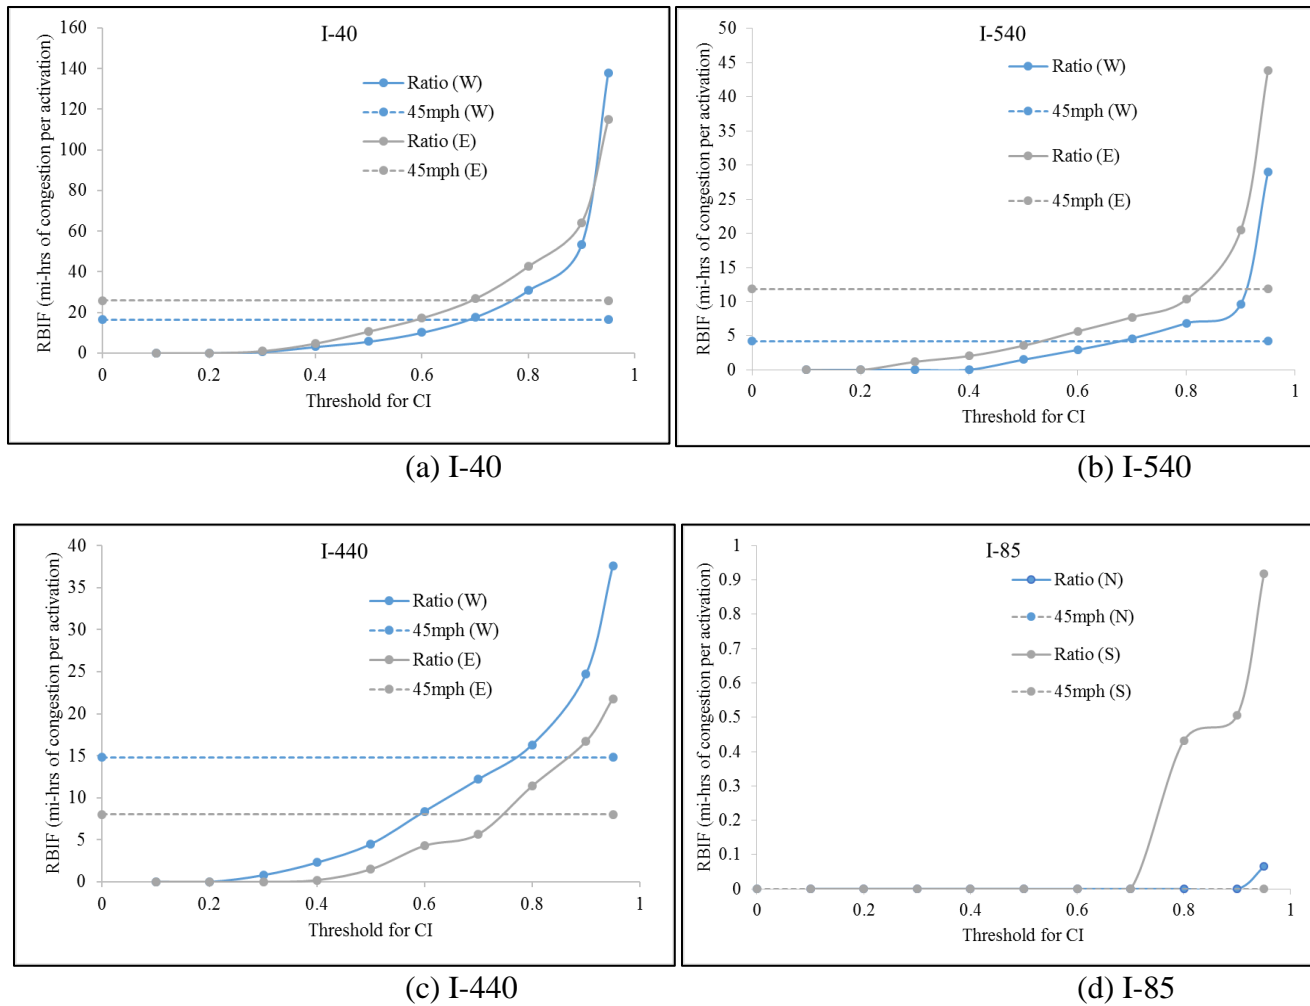 I-40
RBIF (mi-hrs of congestion per activation)
160
140
120
100
80
60
40
20
0
Ratio (W)
45mph (W)
Ratio (E)
45mph (E)
0 0.2 0.4 0.6 0.8 1
Threshold for CI
(a) I-40
I-540
RBIF (mi-hrs of congestion per activation)
50
45
40
35
30
25
20
15
10
5
0
Ratio (W)
45mph (W)
Ratio (E)
45mph (E)
0 0.2 0.4 0.6 0.8 1
Threshold for CI
(b) I-540
I-440
RBIF (mi-hrs of congestion per activation)
40
35
30
25
20
15
10
5
0
Ratio (W)
45mph (W)
Ratio (E)
45mph (E)
0 0.2 0.4 0.6 0.8 1
Threshold for CI
(c) I-440
I-85
RBIF (mi-hrs of congestion per activation)
1
0.9
0.8
0.7
0.6
0.5
0.4
0.3
0.2
0.1
0
Ratio (N)
45mph (N)
Ratio (S)
45mph (S)
0 0.2 0.4 0.6 0.8 1
Threshold for CI
(d) I-85